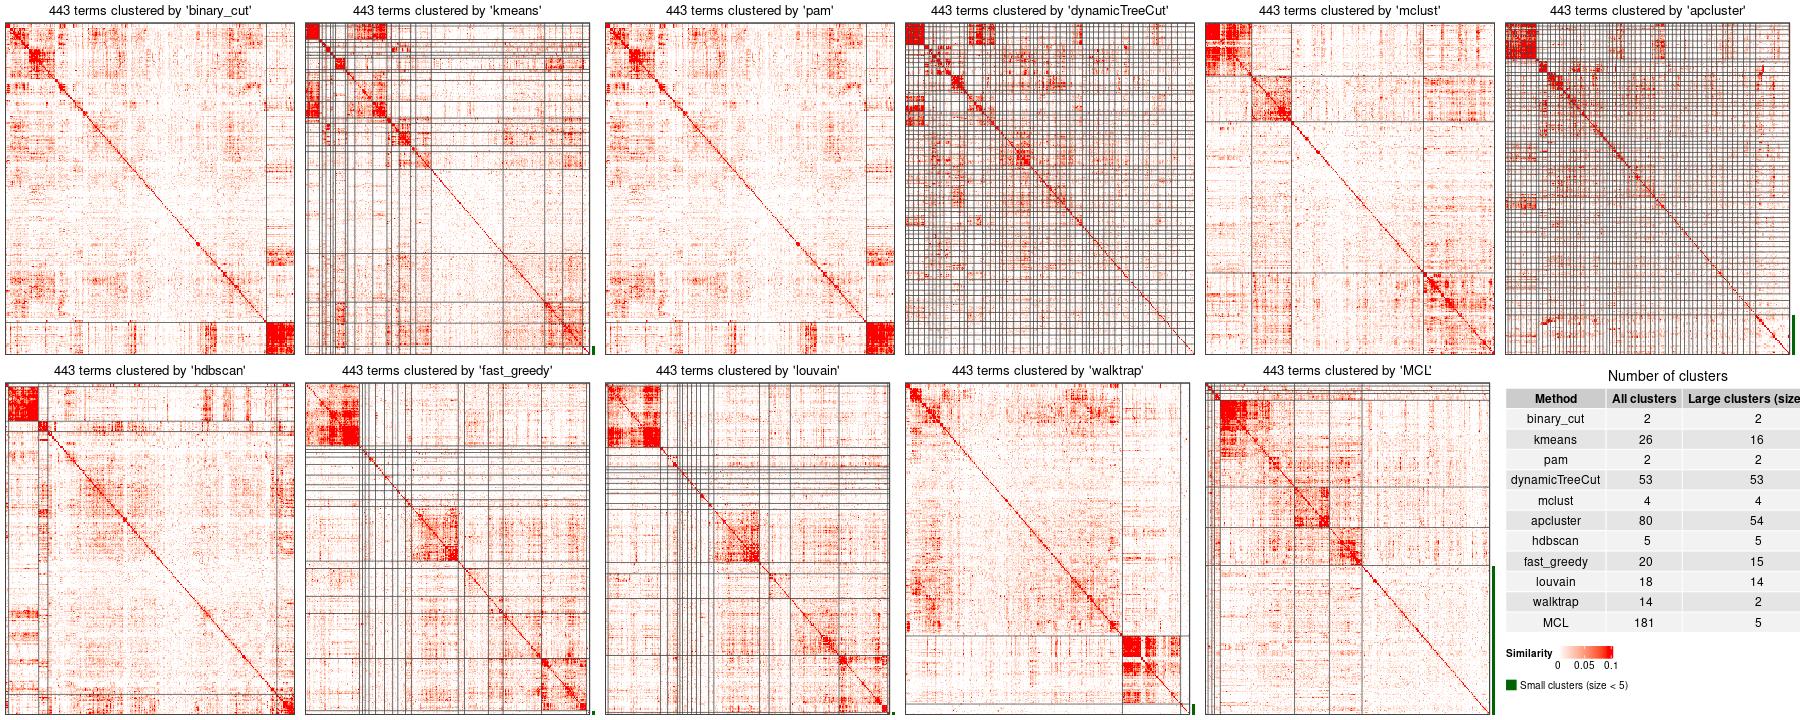 443 terms clustered by 'binary_cut'
443 terms clustered by 'kmeans'
443 terms clustered by 'pam'
443 terms clustered by 'dynamicTreeCut'
443 terms clustered by 'mclust'
443 terms clustered by 'apcluster'
443 terms clustered by 'hdbscan'
443 terms clustered by 'fast_greedy'
443 terms clustered by 'louvain'
443 terms clustered by 'walktrap'
443 terms clustered by 'MCL'
Number of clusters
Method All clusters Large clusters (size
binary_cut 2 2
kmeans 26 16
pam 2 2
dynamicTreeCut 53 53
mclust 4 4
apcluster 80 54
hdbscan 5 5
fast_greedy 20 15
louvain 18 14
walktrap 14 2
MCL 181 5
Similarity
0 0.05 0.1
Small clusters (size < 5)